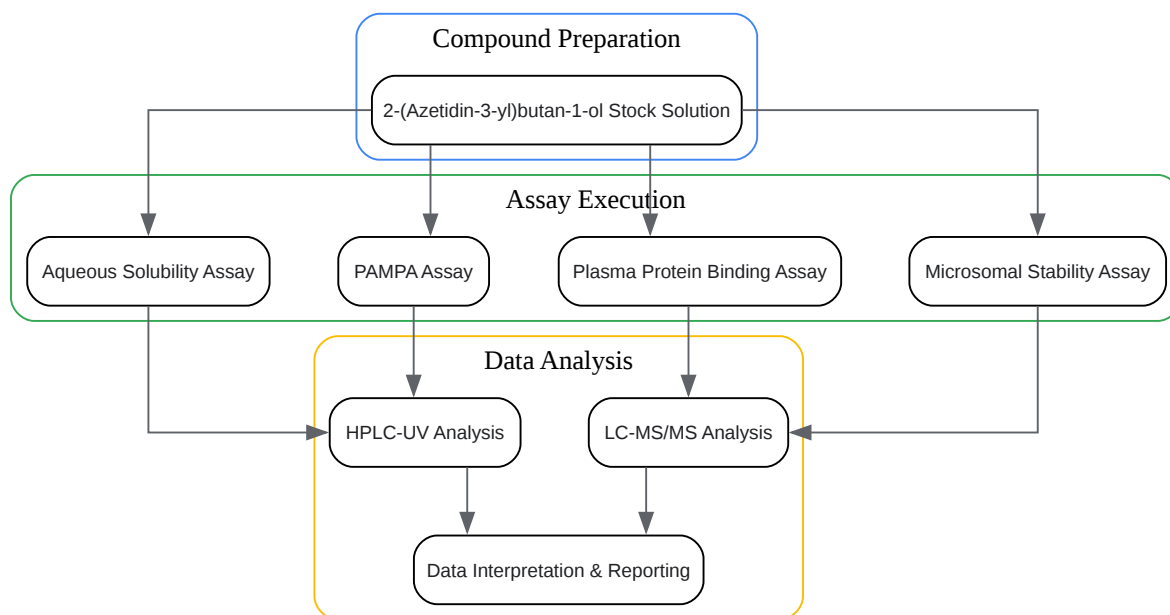 Compound Preparation
2-(Azetidin-3-yl)butan-1-ol Stock Solution
Assay Execution
Aqueous Solubility Assay
PAMPA Assay
Plasma Protein Binding Assay
Microsomal Stability Assay
Data Analysis
HPLC-UV Analysis
LC-MS/MS Analysis
Data Interpretation & Reporting